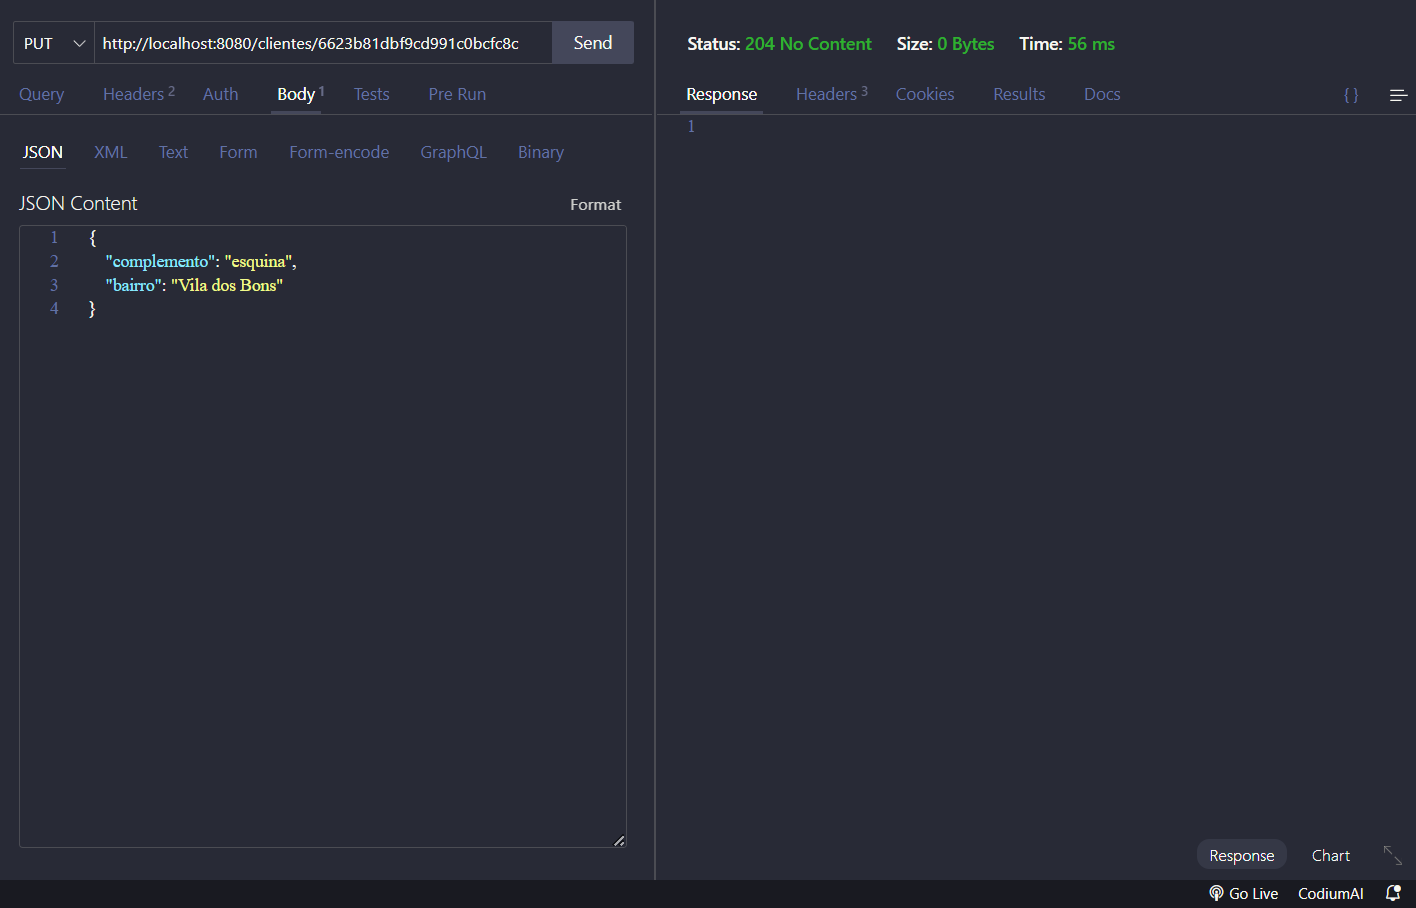 PUT http://localhost:8080/clientes/6623b81dbf9cd991c0bcfc8c Send
Query Headers 2 Auth Body 1 Tests Pre Run
JSON XML Text Form Form-encode GraphQL Binary
JSON Content Format
1 {
2 "complemento": "esquina",
3 "bairro": "Vila dos Bons"
4 }
Status: 204 No Content Size: 0 Bytes Time: 56 ms
Response Headers 3 Cookies Results Docs { }
1
Response Chart
Go Live CodiumAI